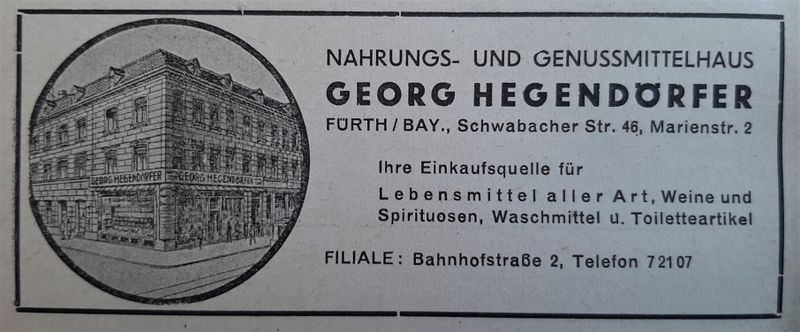 NAHRUNGS- UND GENUSSMITTELHAUS
GEORG HEGENDÖRFER
FÜRTH/BAY., Schwabacher Str. 46, Marienstr. 2
Ihre Einkaufsquelle für
Lebensmittel aller Art, Weine und
Spirituosen, Waschmittel u. Toiletteartikel
FILIALE: Bahnhofstraße 2, Telefon 72107
GEORG HEGENDÖRFER
GEORG HEGENDÖRFER